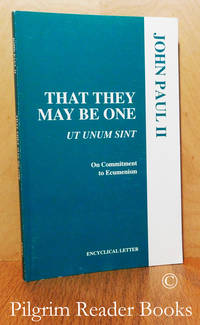 JOHN PAUL II
THAT THEY
MAY BE ONE
UT UNUM SINT
On Commitment
to Ecumenism
ENCYCLICAL LETTER
©
Pilgrim Reader Books